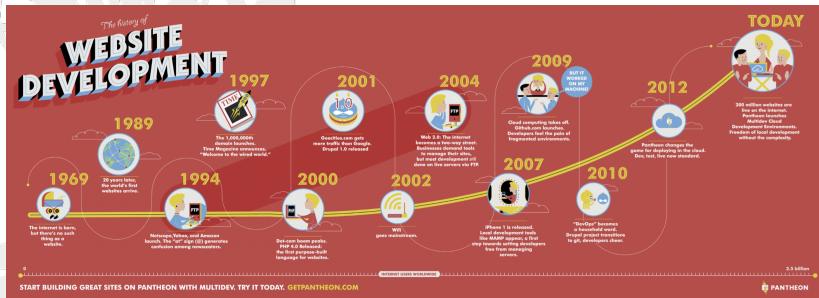 The history of
WEBSITE
DEVELOPMENT
1969
The internet is born,
but there's no such
thing as a
website.
1989
20 years later,
the world's first
websites arrive.
1994
FTP
Netscape, Yahoo, and Amazon
launch. The "at" sign (@) generates
confusion among newscasters.
1997
TIME
The 1,000,000th
domain launches.
Time Magazine announces,
"Welcome to the wired world."
2000
Dot-com boom peaks.
PHP 4.0 Released:
the first purpose-built
language for websites.
2001
1.0
Geocities.com gets
more traffic than Google.
Drupal 1.0 released
2002
Wifi
goes mainstream.
2004
FTP
Web 2.0: The internet
becomes a two-way street.
Businesses demand tools
to manage their sites,
but most development still
done on live servers via FTP
2007
iPhone 1 is released.
Local development tools
like MAMP appear, a first
step towards setting developers
free from managing
servers.
2009
BUT IT
WORKED
ON MY
MACHINE!
Cloud computing takes off.
Github.com launches.
Developers feel the pain of
fragmented environments.
2010
"DevOps" becomes
a household word.
Drupal project transitions
to git, developers cheer.
2012
Pantheon changes the
game for deploying in the cloud.
Dev, test, live now standard.
TODAY
200 million websites are
live on the internet.
Pantheon launches
Multidev Cloud
Development Environments.
Freedom of local development
without the complexity.
0
INTERNET USERS WORLDWIDE
2.5 billion
START BUILDING GREAT SITES ON PANTHEON WITH MULTIDEV. TRY IT TODAY. GETPANTHEON.COM
PANTHEON